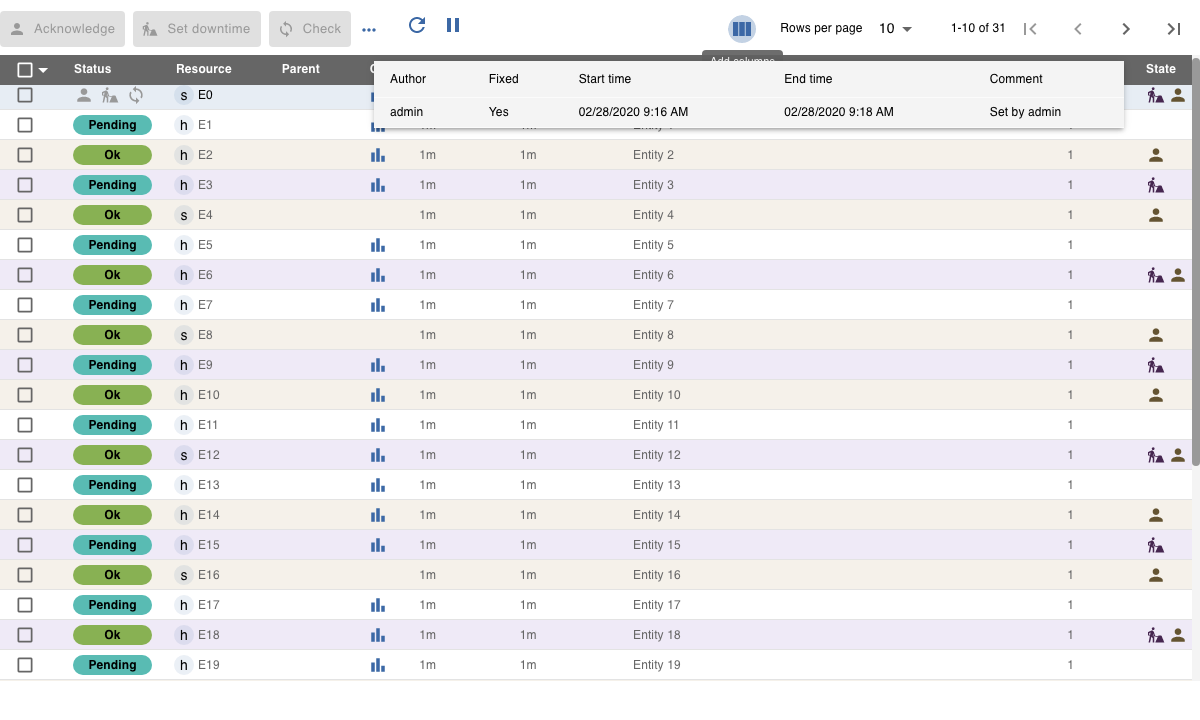 Acknowledge Set downtime Check ... Rows per page 10 1-10 of 31
Add columns
Status Resource Parent State
Author Fixed Start time End time Comment
admin Yes 02/28/2020 9:16 AM 02/28/2020 9:18 AM Set by admin
s E0
Pending h E1
Ok h E2 1m 1m Entity 2 1
Pending h E3 1m 1m Entity 3 1
Ok s E4 1m 1m Entity 4 1
Pending h E5 1m 1m Entity 5 1
Ok h E6 1m 1m Entity 6 1
Pending h E7 1m 1m Entity 7 1
Ok s E8 1m 1m Entity 8 1
Pending h E9 1m 1m Entity 9 1
Ok h E10 1m 1m Entity 10 1
Pending h E11 1m 1m Entity 11 1
Ok s E12 1m 1m Entity 12 1
Pending h E13 1m 1m Entity 13 1
Ok h E14 1m 1m Entity 14 1
Pending h E15 1m 1m Entity 15 1
Ok s E16 1m 1m Entity 16 1
Pending h E17 1m 1m Entity 17 1
Ok h E18 1m 1m Entity 18 1
Pending h E19 1m 1m Entity 19 1